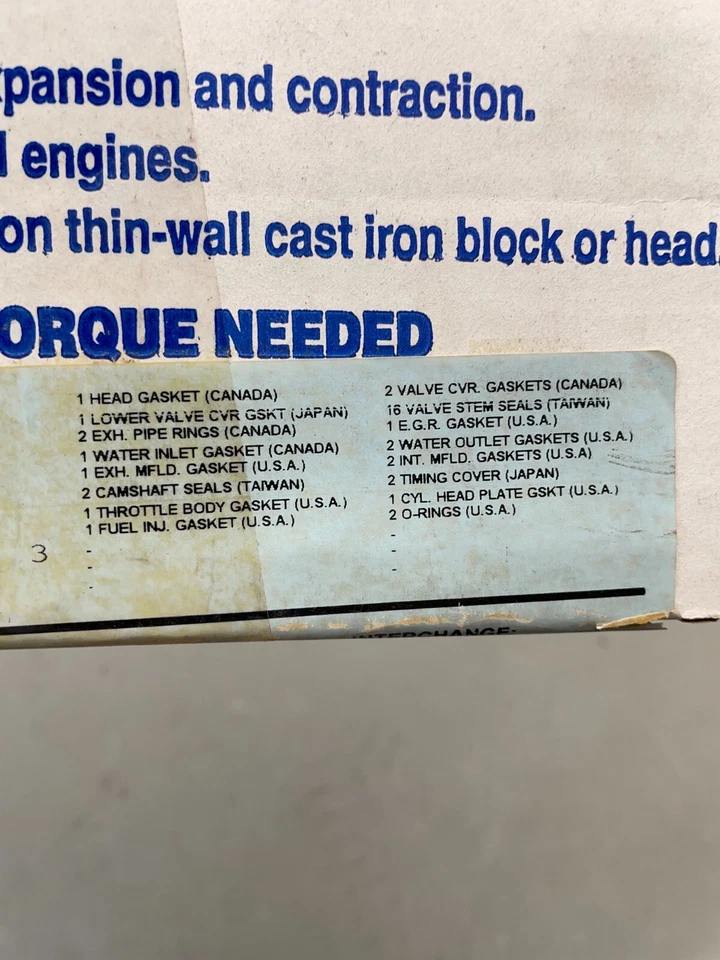 pansion and contraction.
engines.
on thin-wall cast iron block or head.
ORQUE NEEDED
1 HEAD GASKET (CANADA)
1 LOWER VALVE CVR GSKT (JAPAN)
2 EXH. PIPE RINGS (CANADA)
1 WATER INLET GASKET (CANADA)
1 EXH. MFLD. GASKET (U.S.A.)
2 CAMSHAFT SEALS (TAIWAN)
1 THROTTLE BODY GASKET (U.S.A.)
1 FUEL INJ. GASKET (U.S.A.)
-
-
-
3
2 VALVE CVR. GASKETS (CANADA)
16 VALVE STEM SEALS (TAIWAN)
1 E.G.R. GASKET (U.S.A.)
2 WATER OUTLET GASKETS (U.S.A.)
2 INT. MFLD. GASKETS (U.S.A)
2 TIMING COVER (JAPAN)
1 CYL. HEAD PLATE GSKT (U.S.A.)
2 O-RINGS (U.S.A.)
-
-
-
INTERCHANGE: